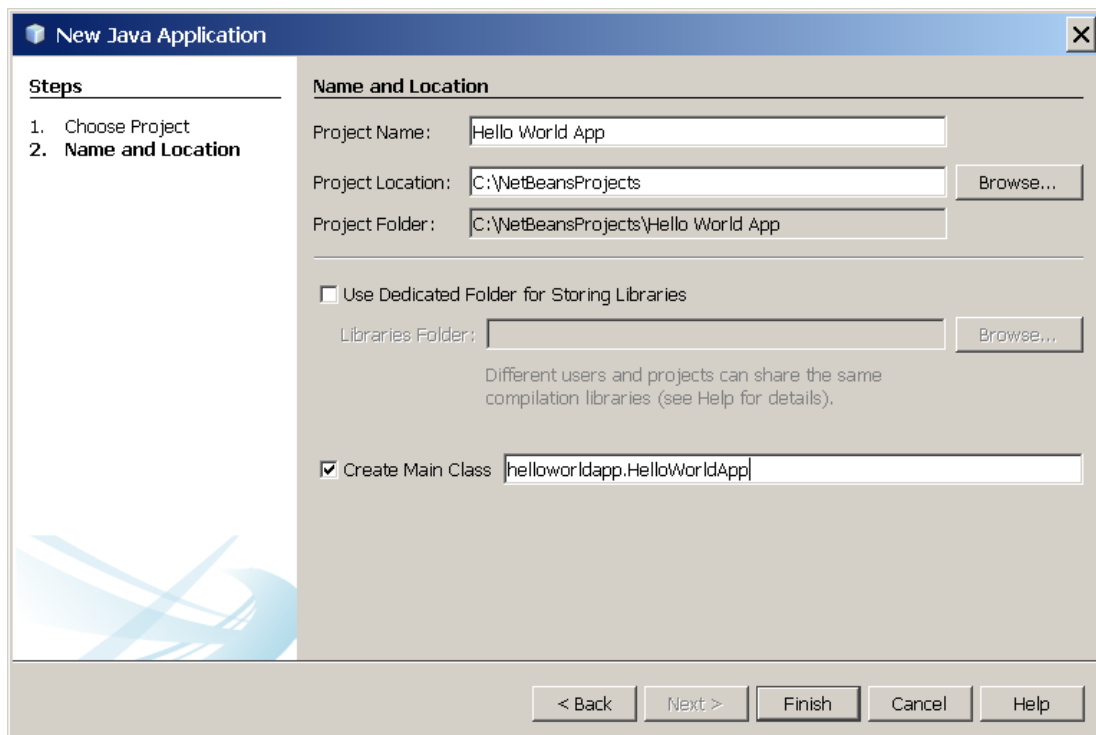 New Java Application
Steps
1. Choose Project
2. Name and Location
Name and Location
Project Name: Hello World App
Project Location: C:\NetBeansProjects Browse...
Project Folder: C:\NetBeansProjects\Hello World App
Use Dedicated Folder for Storing Libraries
Libraries Folder: Browse...
Different users and projects can share the same
compilation libraries (see Help for details).
Create Main Class helloworldapp.HelloWorldApp
< Back Next > Finish Cancel Help